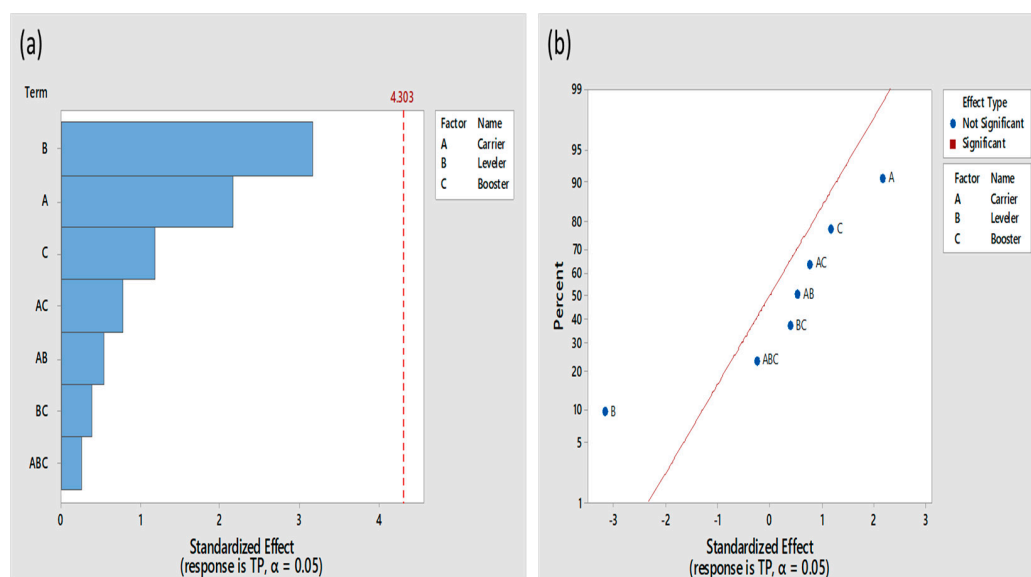 (a)
Term
4.303
B
A
C
AC
AB
BC
ABC
0 1 2 3 4
Standardized Effect
(response is TP, α = 0.05)
Factor Name
A Carrier
B Leveler
C Booster
(b)
99
95
90
80
70
60
50
40
30
20
10
5
1
Percent
A
C
AC
AB
BC
ABC
B
-3 -2 -1 0 1 2 3
Standardized Effect
(response is TP, α = 0.05)
Effect Type
Not Significant
Significant
Factor Name
A Carrier
B Leveler
C Booster